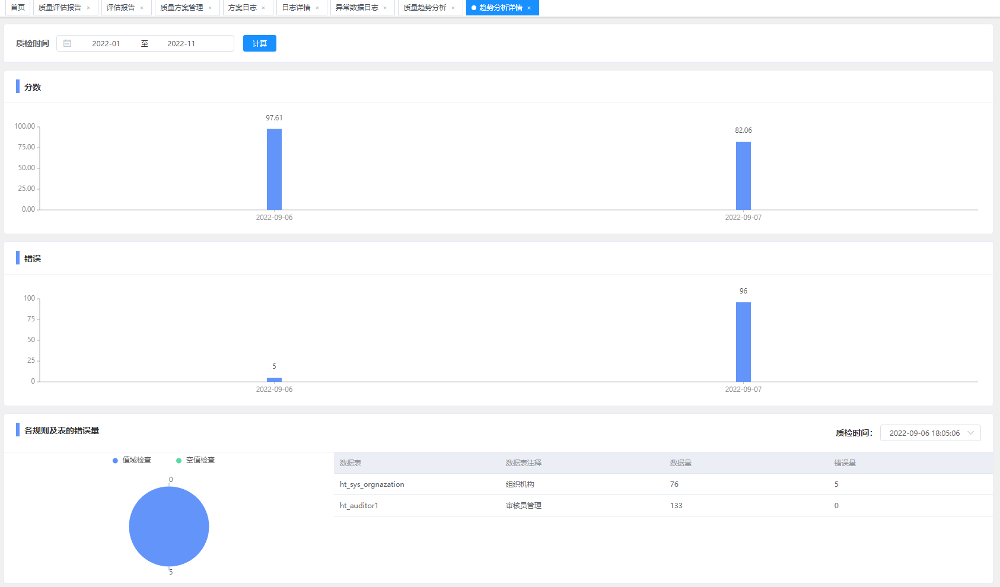 首页 质量评估报告 × 评估报告 × 质量方案管理 × 方案日志 × 日志详情 × 异常数据日志 × 质量趋势分析 × 趋势分析详情 ×
质检时间 2022-01 至 2022-11 计算
分数
97.61
82.06
100.00
75.00
50.00
25.00
0.00
2022-09-06 2022-09-07
错误
96
100
75
50
25
5
0
2022-09-06 2022-09-07
各规则及表的错误量 质检时间： 2022-09-06 18:05:06
值域检查 空值检查
0
5
数据表 数据表注释 数据量 错误量
ht_sys_orgnazation 组织机构 76 5
ht_auditor1 审核员管理 133 0